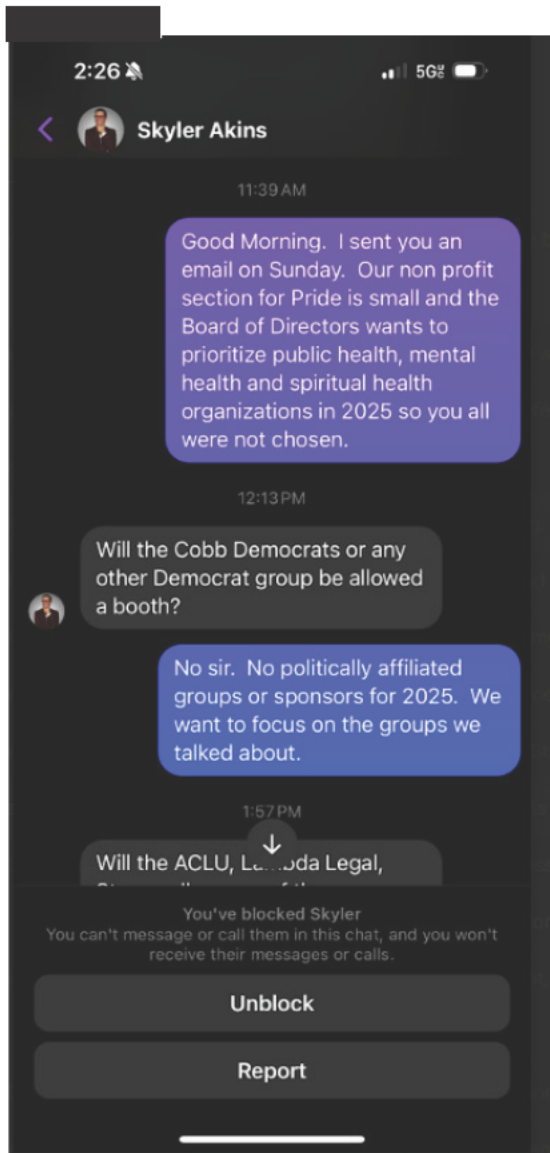 2:26
5G
Skyler Akins
11:39 AM
Good Morning.  I sent you an
email on Sunday.  Our non profit
section for Pride is small and the
Board of Directors wants to
prioritize public health, mental
health and spiritual health
organizations in 2025 so you all
were not chosen.
12:13 PM
Will the Cobb Democrats or any
other Democrat group be allowed
a booth?
No sir.  No politically affiliated
groups or sponsors for 2025.  We
want to focus on the groups we
talked about.
1:57 PM
Will the ACLU, Legal,
You've blocked Skyler
You can't message or call them in this chat, and you won't
receive their messages or calls.
Unblock
Report